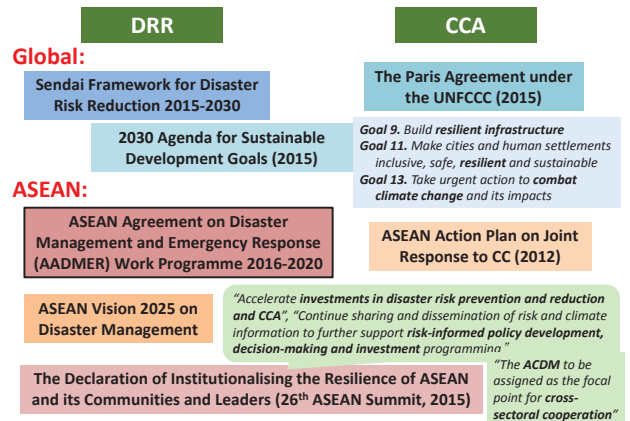 DRR
CCA
Global:
Sendai Framework for Disaster
Risk Reduction 2015-2030
The Paris Agreement under
the UNFCCC (2015)
2030 Agenda for Sustainable
Development Goals (2015)
Goal 9. Build resilient infrastructure
Goal 11. Make cities and human settlements
inclusive, safe, resilient and sustainable
Goal 13. Take urgent action to combat
climate change and its impacts
ASEAN:
ASEAN Agreement on Disaster
Management and Emergency Response
(AADMER) Work Programme 2016-2020
ASEAN Action Plan on Joint
Response to CC (2012)
ASEAN Vision 2025 on
Disaster Management
“Accelerate investments in disaster risk prevention and reduction
and CCA”, “Continue sharing and dissemination of risk and climate
information to further support risk-informed policy development,
decision-making and investment programming.”
The Declaration of Institutionalising the Resilience of ASEAN
and its Communities and Leaders (26th ASEAN Summit, 2015)
“The ACDM to be
assigned as the focal
point for cross-
sectoral cooperation”